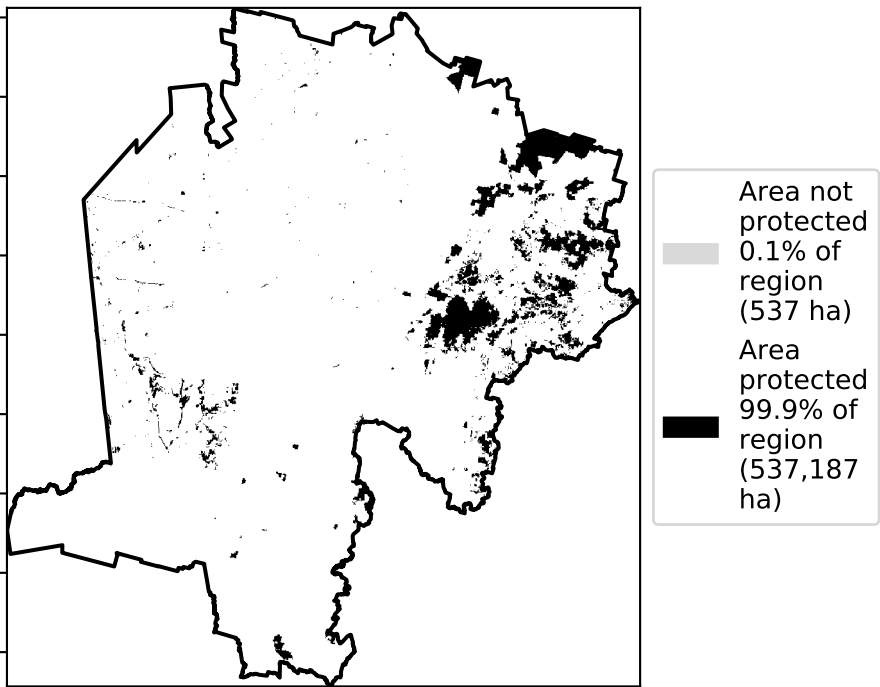 Area not
protected
0.1% of
region
(537 ha)
Area
protected
99.9% of
region
(537,187
ha)